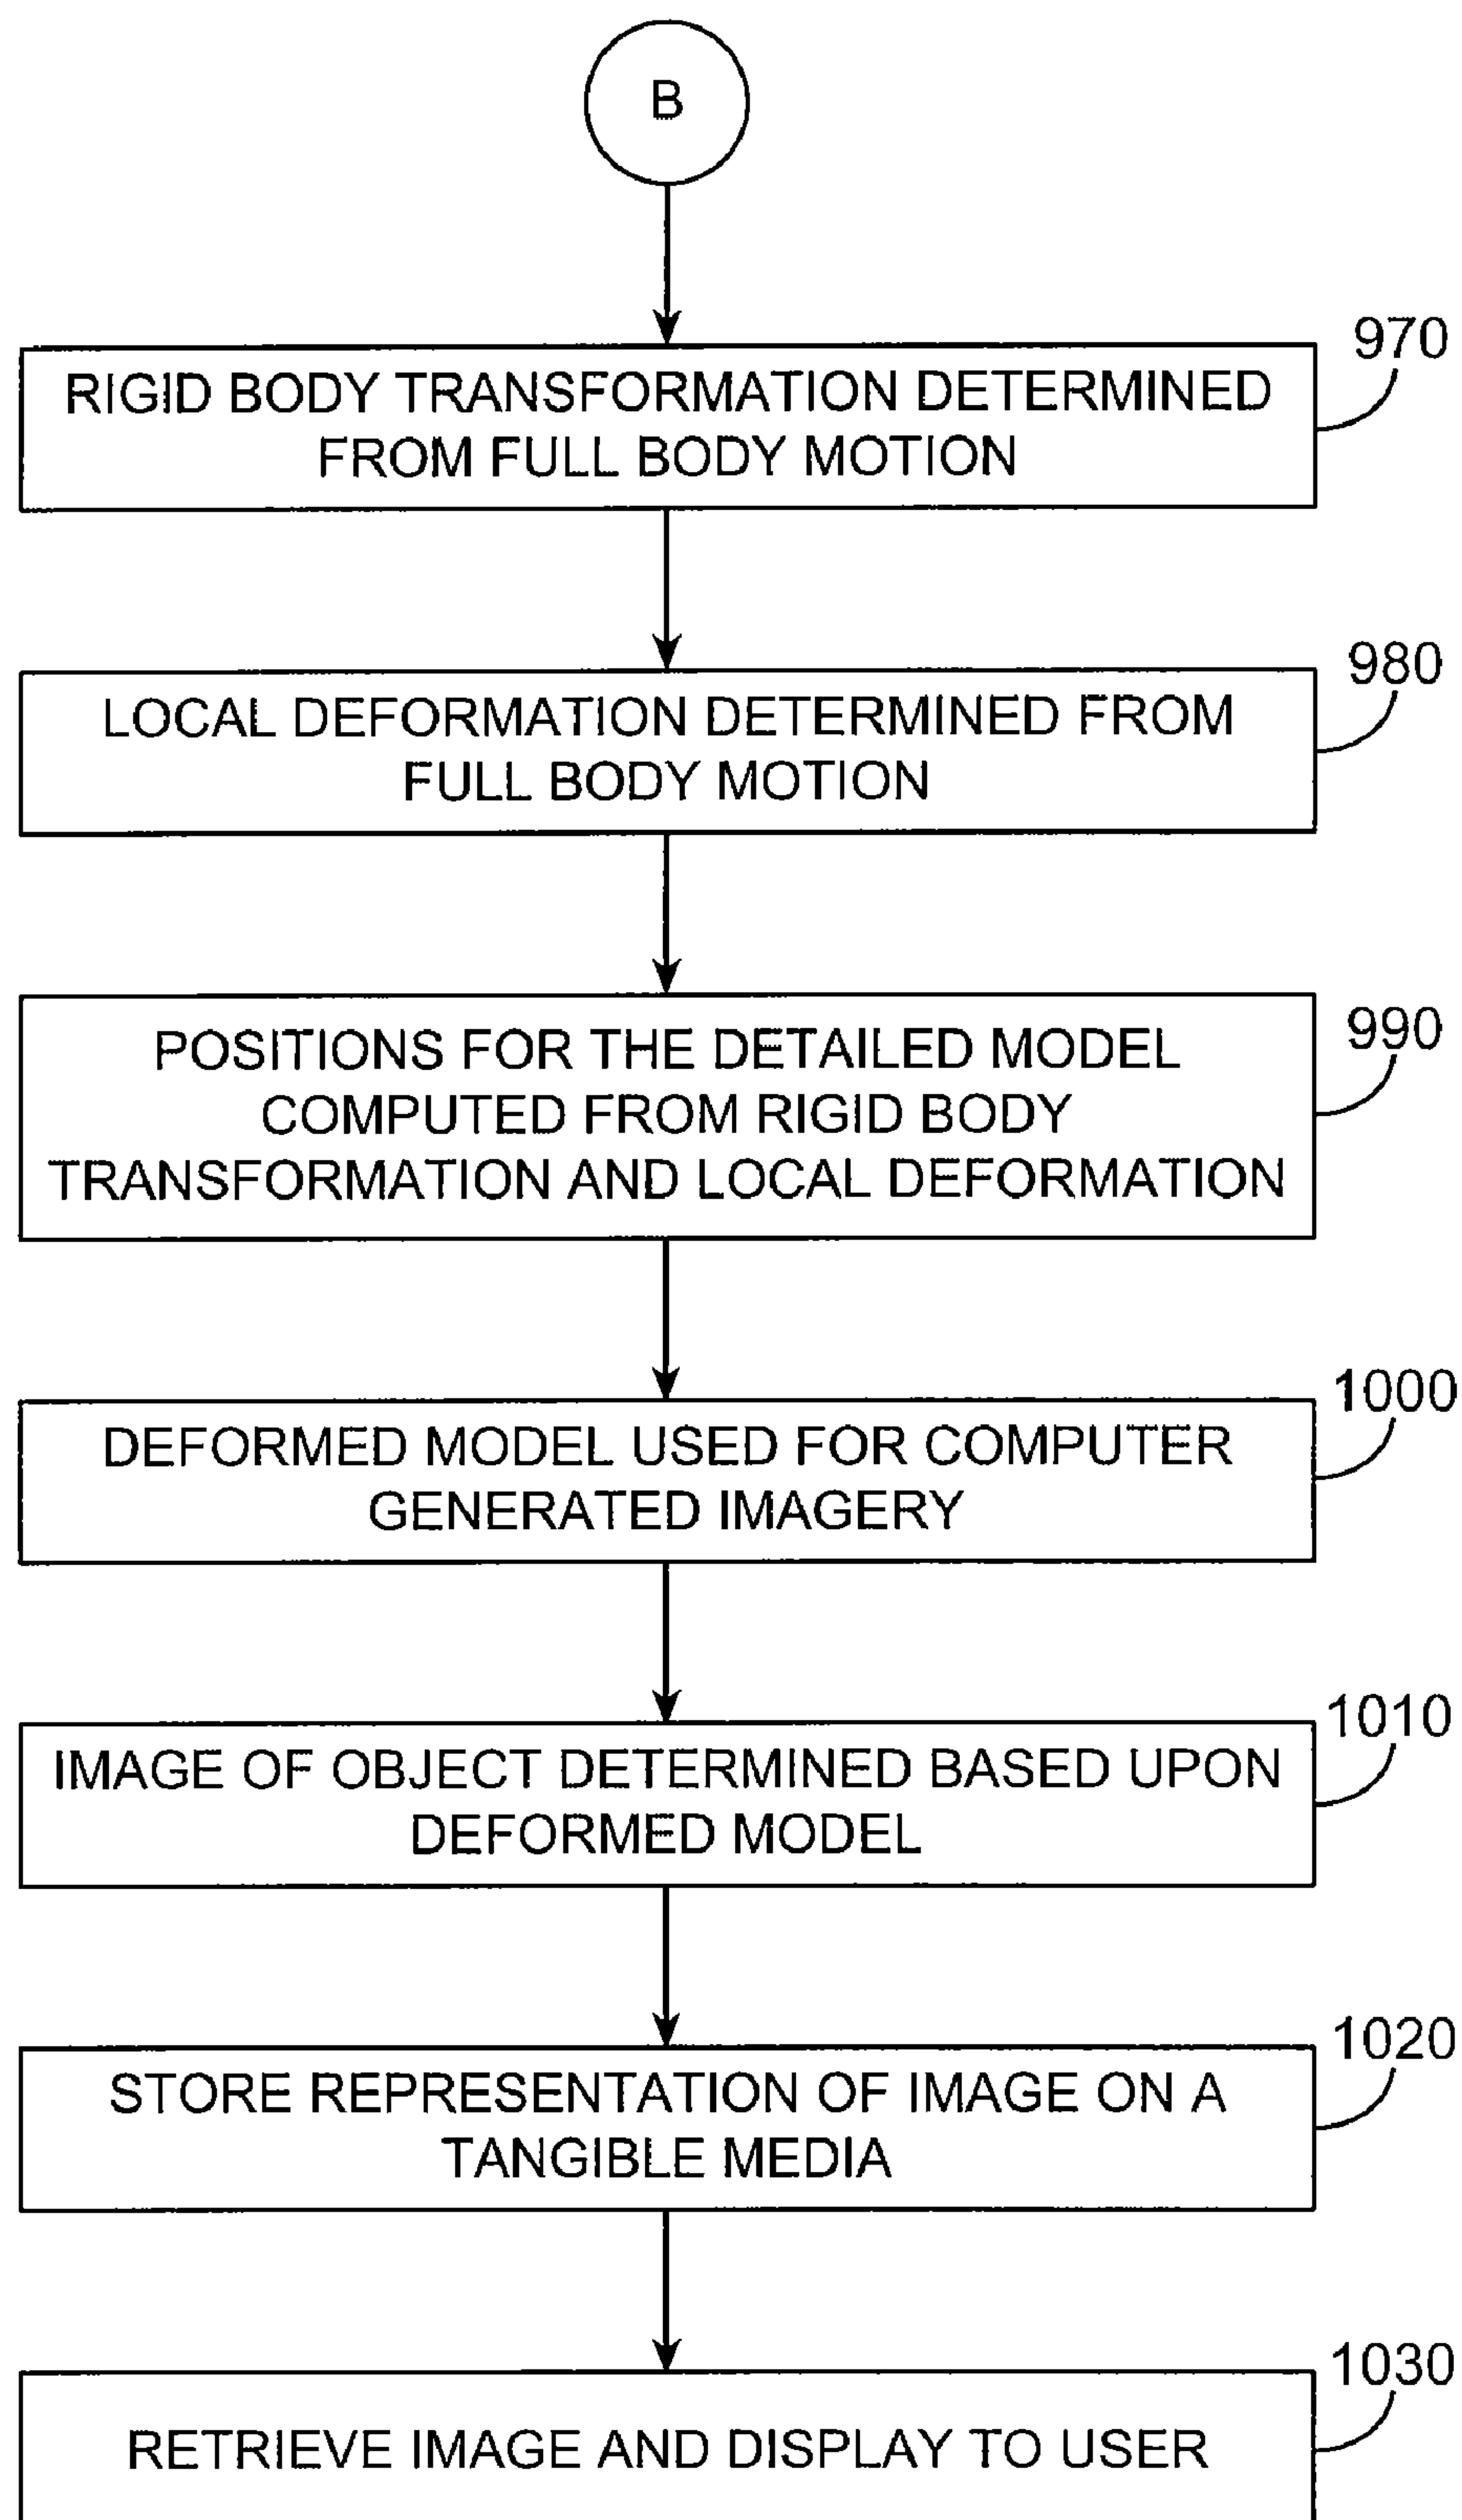 B
970
RIGID BODY TRANSFORMATION DETERMINED
FROM FULL BODY MOTION
980
LOCAL DEFORMATION DETERMINED FROM
FULL BODY MOTION
990
POSITIONS FOR THE DETAILED MODEL
COMPUTED FROM RIGID BODY
TRANSFORMATION AND LOCAL DEFORMATION
1000
DEFORMED MODEL USED FOR COMPUTER
GENERATED IMAGERY
1010
IMAGE OF OBJECT DETERMINED BASED UPON
DEFORMED MODEL
1020
STORE REPRESENTATION OF IMAGE ON A
TANGIBLE MEDIA
1030
RETRIEVE IMAGE AND DISPLAY TO USER